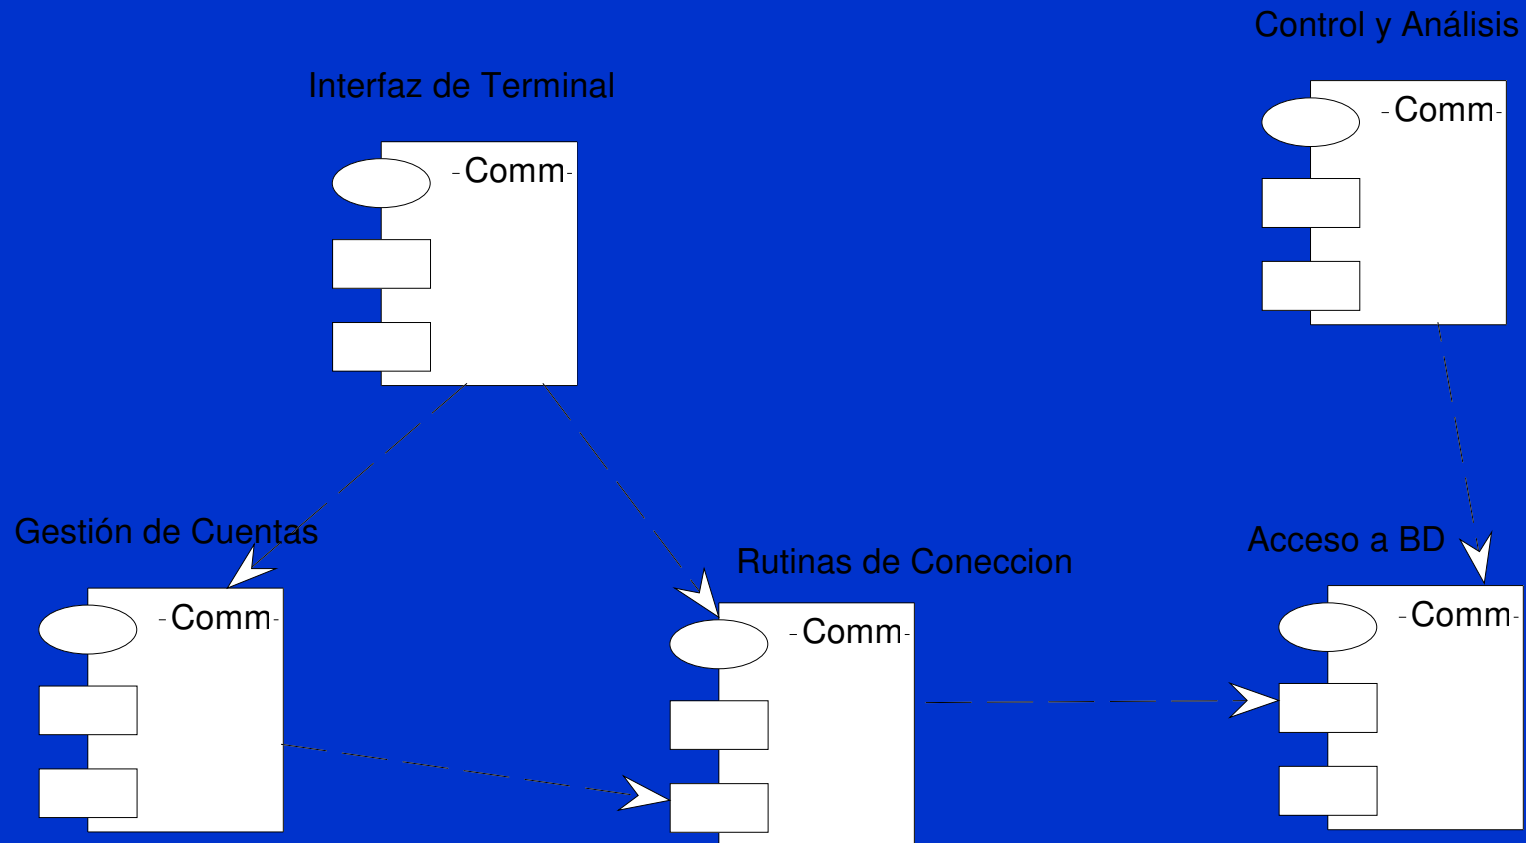 Control y Análisis
Interfaz de Terminal
-Comm-
-Comm-
Gestión de Cuentas
Acceso a BD
Rutinas de Coneccion
-Comm-
-Comm-
-Comm-